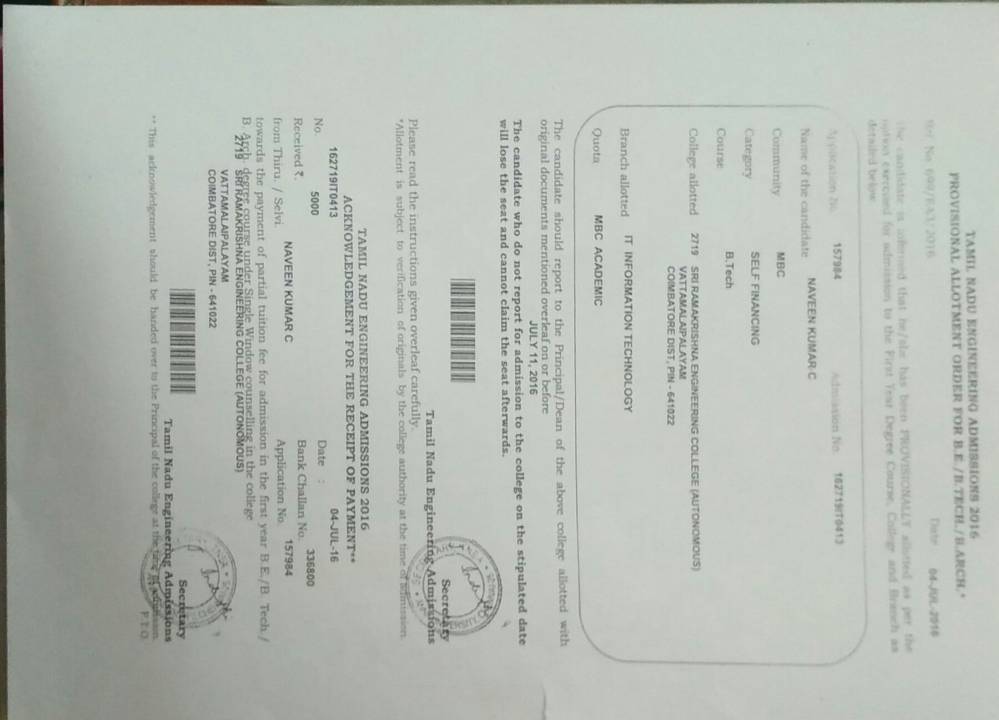 TAMIL NADU ENGINEERING ADMISSIONS 2016
PROVISIONAL ALLOTMENT ORDER FOR B.E./B.TECH./B.ARCH.*
Date 04-JUL-2016
The candidate is informed that he/she has been PROVISIONALLY allotted as per the
option exercised for admission to the First Year Degree Course, College and Branch as
detailed below
Application No. 157984 Admission No. 162719IT0413
Name of the candidate NAVEEN KUMAR C
Community MBC
Category SELF FINANCING
Course B.Tech
College allotted 2719 SRI RAMAKRISHNA ENGINEERING COLLEGE (AUTONOMOUS)
VATTAMALAIPALAYAM
COIMBATORE DIST, PIN - 641022
Branch allotted IT INFORMATION TECHNOLOGY
Quota MBC ACADEMIC
The candidate should report to the Principal/Dean of the above college allotted with
original documents mentioned overleaf on or before
JULY 11, 2016
The candidate who do not report for admission to the college on the stipulated date
will lose the seat and cannot claim the seat afterwards.
Secretary
Tamil Nadu Engineering Admissions
Please read the instructions given overleaf carefully.
*Allotment is subject to verification of originals by the college authority at the time of admission.
TAMIL NADU ENGINEERING ADMISSIONS 2016
ACKNOWLEDGEMENT FOR THE RECEIPT OF PAYMENT**
No. 162719IT0413 Date : 04-JUL-16
Received ₹. 5000 Bank Challan No. 336800
from Thiru. / Selvi. NAVEEN KUMAR C Application No. 157984
towards the payment of partial tuition fee for admission in the first year B.E./B. Tech./
B. Arch. degree course under Single Window counselling in the college
2719 SRI RAMAKRISHNA ENGINEERING COLLEGE (AUTONOMOUS)
VATTAMALAIPALAYAM
COIMBATORE DIST, PIN - 641022
Secretary
Tamil Nadu Engineering Admissions
** This acknowledgement should be handed over to the Principal of the college at the time of admission.
P.T.O.